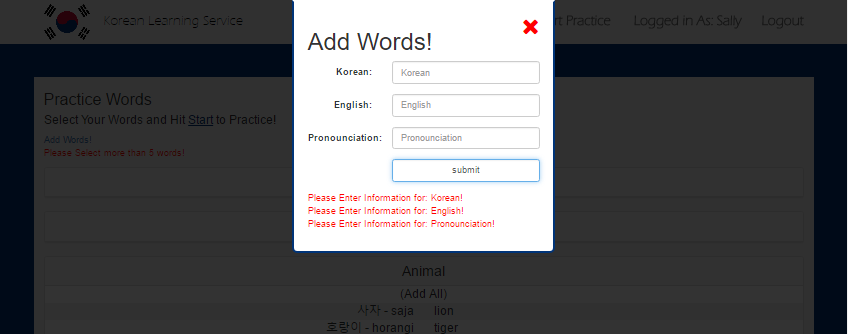 Korean Learning Service
rt Practice
Logged in As: Sally
Logout
Add Words!
Korean:
Korean
English:
English
Pronounciation:
Pronounciation
submit
Please Enter Information for: Korean!
Please Enter Information for: English!
Please Enter Information for: Pronounciation!
Practice Words
Select Your Words and Hit Start to Practice!
Add Words!
Please Select more than 5 words!
Animal
(Add All)
사자 - saja lion
호랑이 - horangi tiger